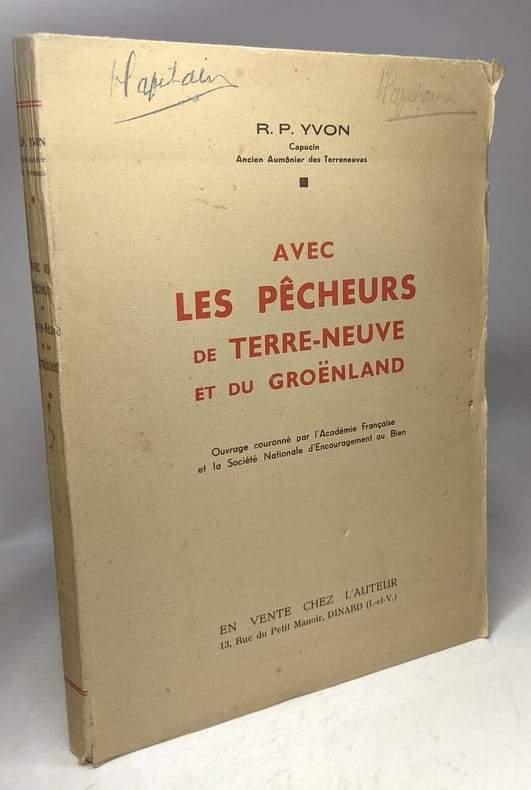 R. P. YVON
Capucin
Ancien Aumônier des Terreneuvas
AVEC
LES PÊCHEURS
DE TERRE-NEUVE
ET DU GROËNLAND
Ouvrage couronné par l'Académie Française
et la Société Nationale d'Encouragement au Bien
EN VENTE CHEZ L'AUTEUR
13, Rue du Petit Manoir, DINARD (I.-et-V.)